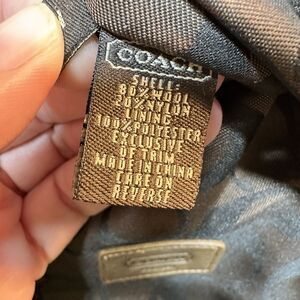 COACH
SHELL:
80% WOOL
20% NYLON
LINING
100% POLYESTER
EXCLUSIVE
OF TRIM
MADE IN CHINA
CARE ON
REVERSE